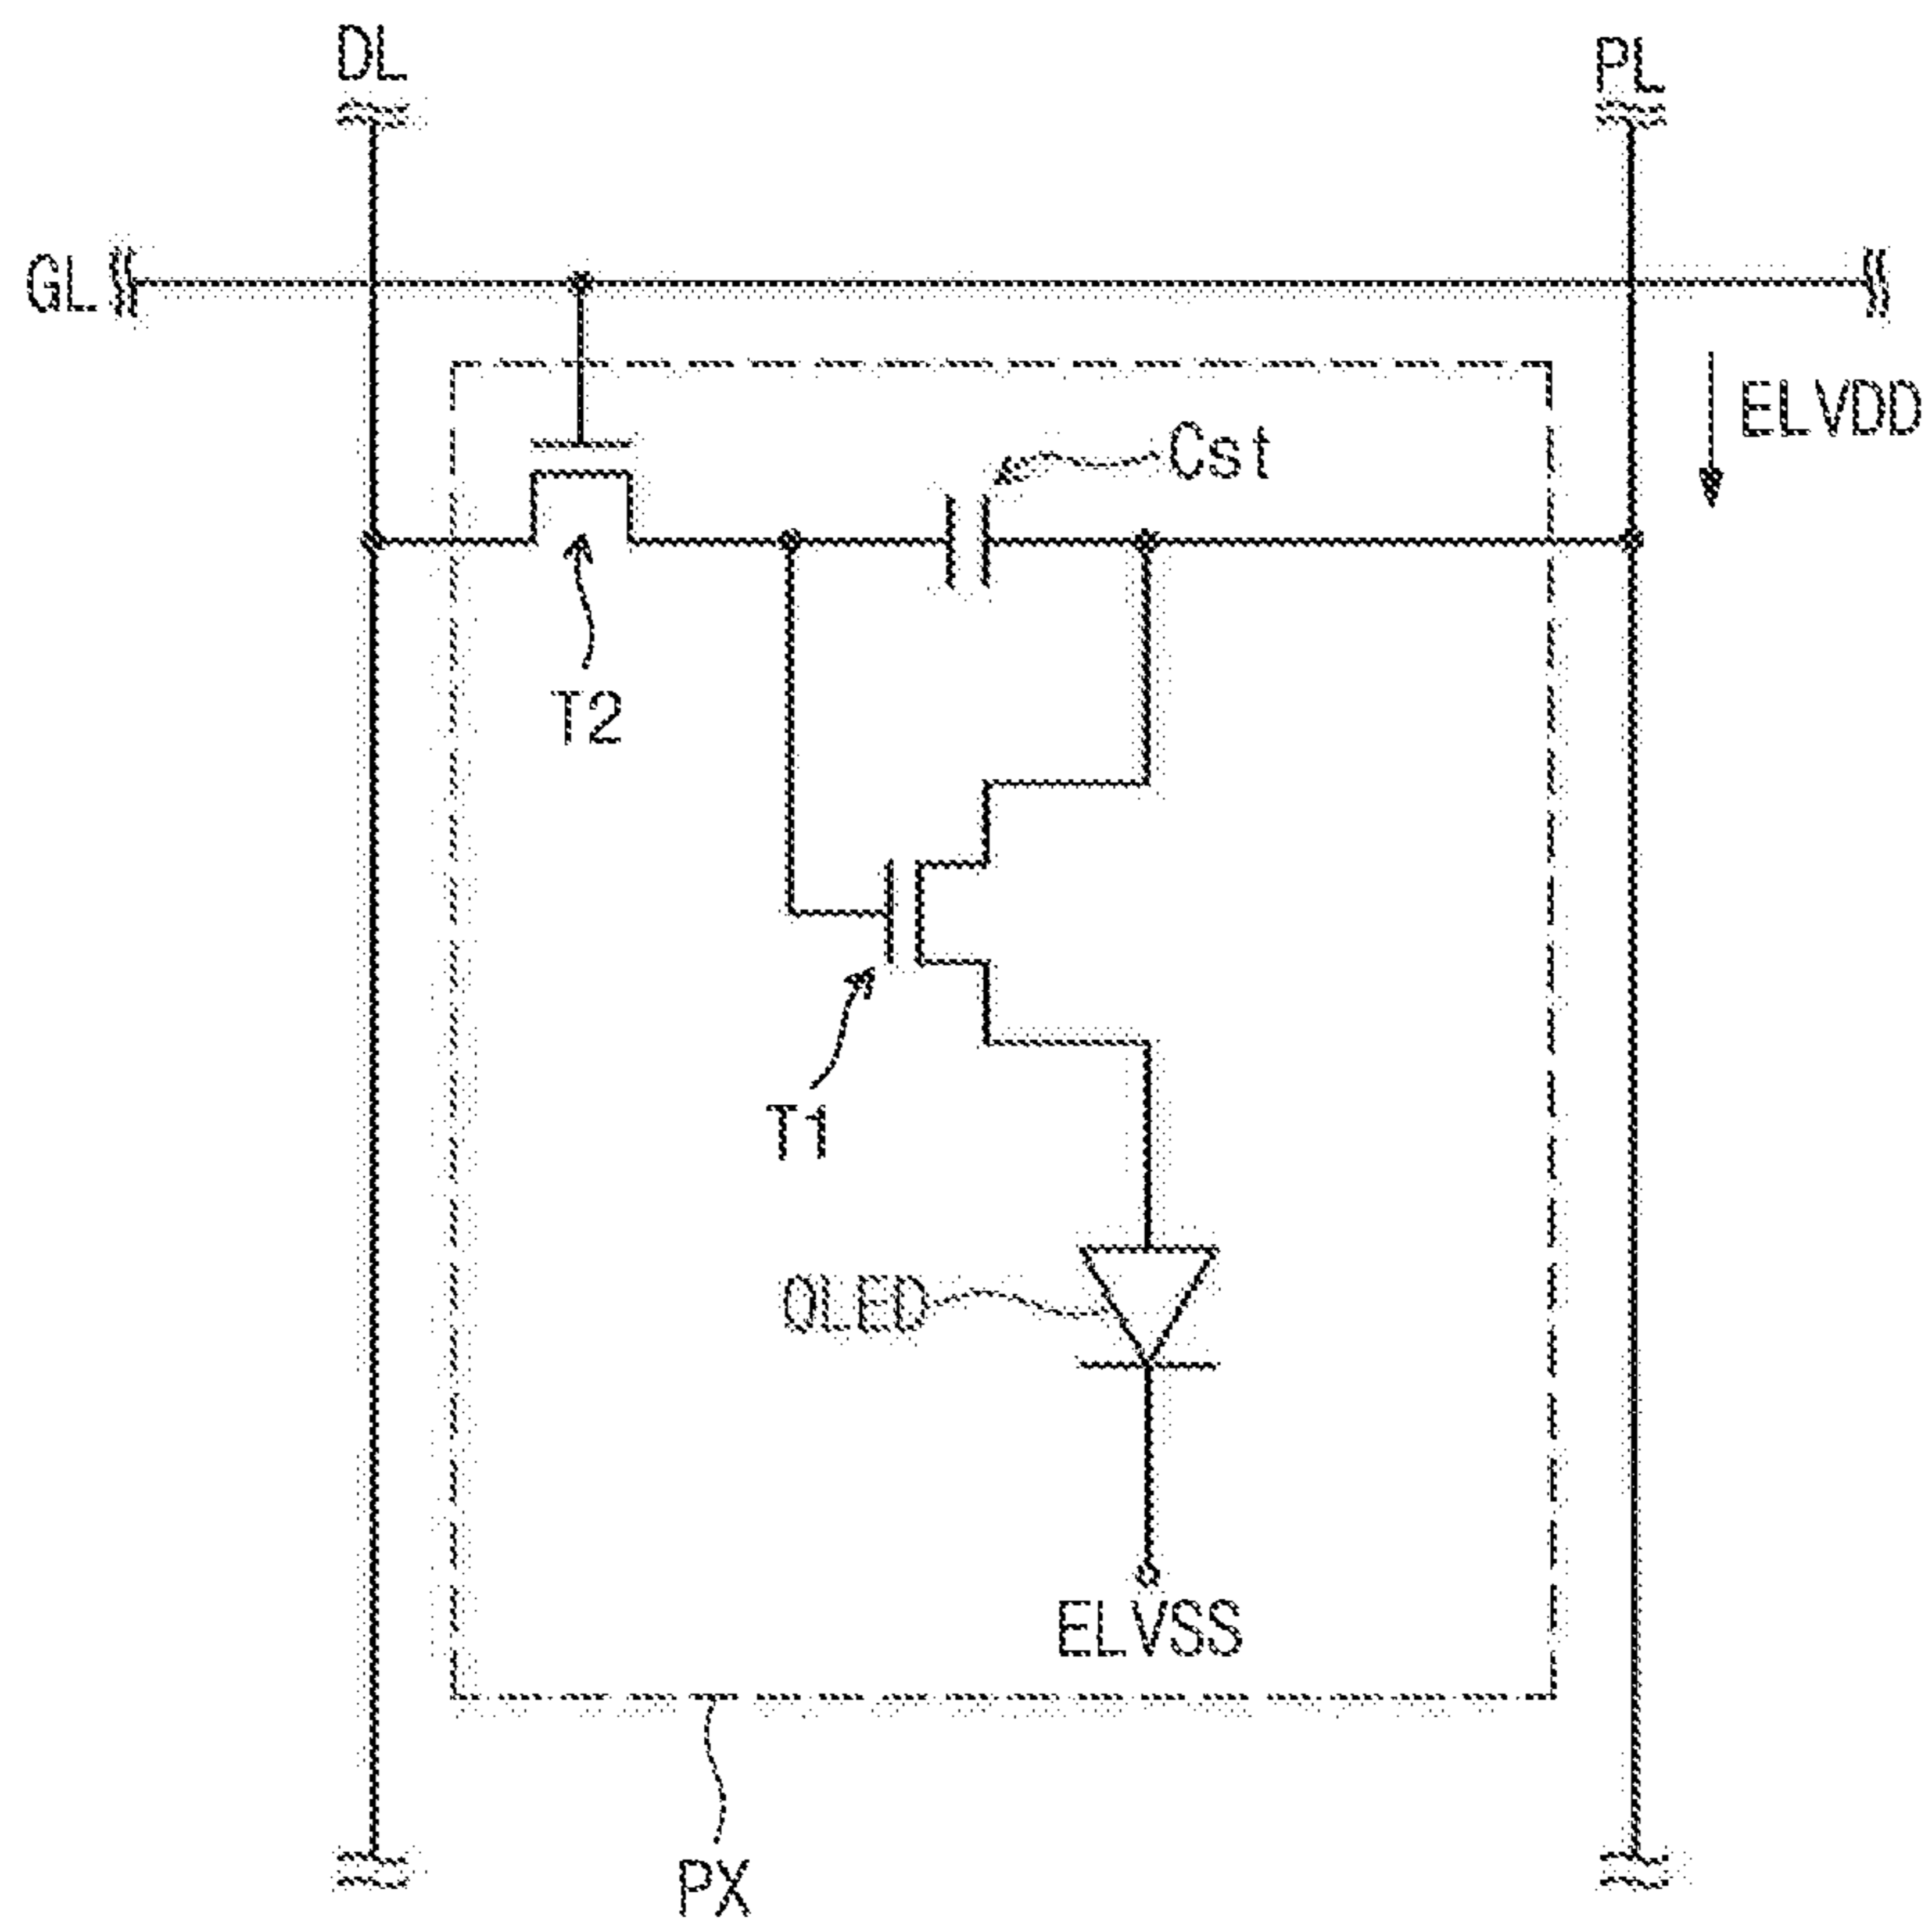 DL
PL
GL
ELVDD
Cst
T2
T1
OLED
ELVSS
PX